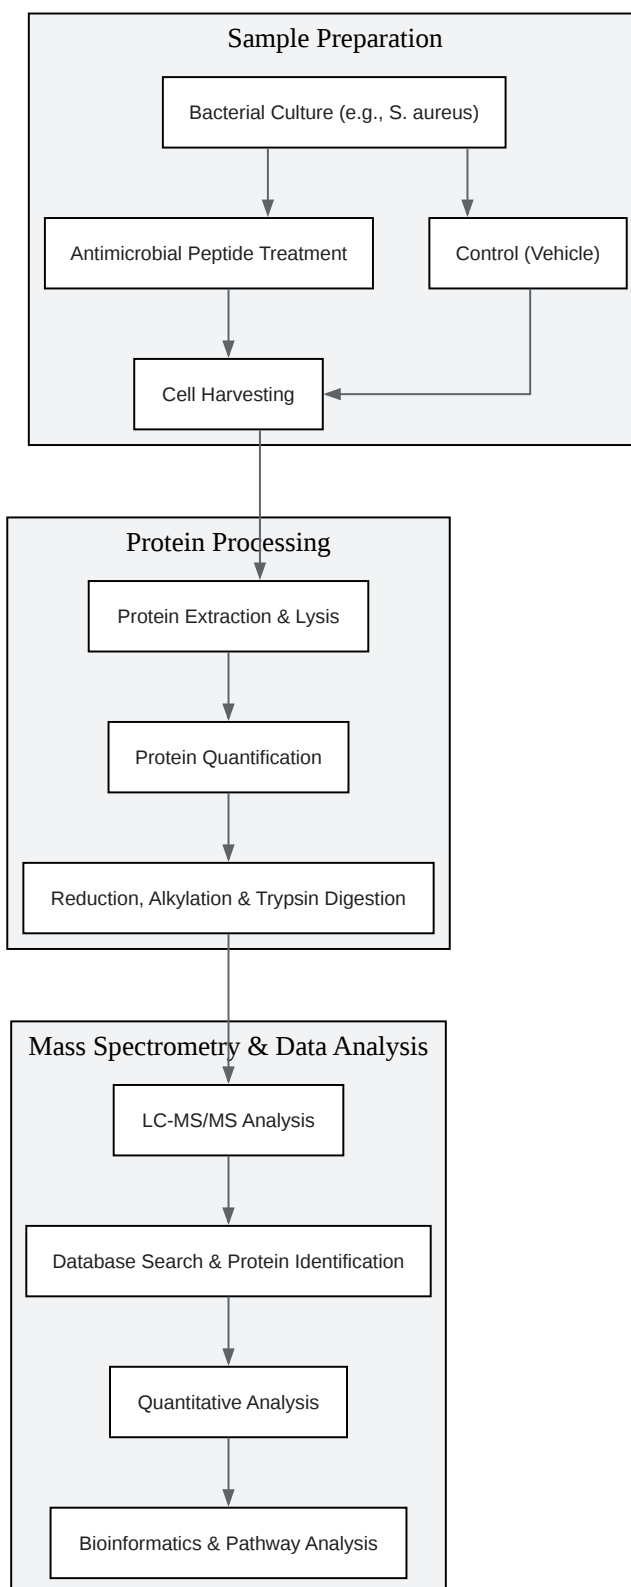 Sample Preparation
Bacterial Culture (e.g., S. aureus)
Antimicrobial Peptide Treatment
Control (Vehicle)
Cell Harvesting
Protein Processing
Protein Extraction & Lysis
Protein Quantification
Reduction, Alkylation & Trypsin Digestion
Mass Spectrometry & Data Analysis
LC-MS/MS Analysis
Database Search & Protein Identification
Quantitative Analysis
Bioinformatics & Pathway Analysis